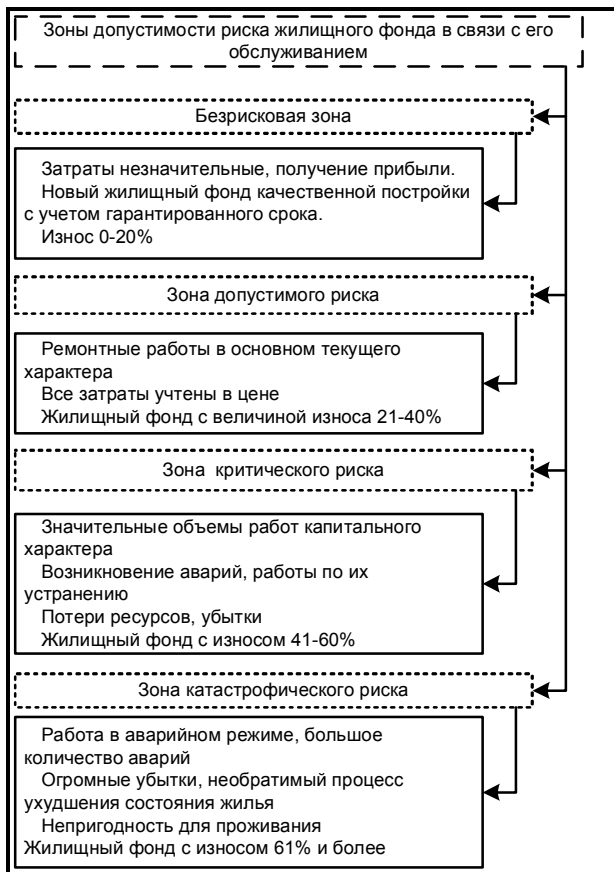 Зоны допустимости риска жилищного фонда в связи с его
обслуживанием
Безрисковая зона
Затраты незначительные, получение прибыли.
Новый жилищный фонд качественной постройки
с учетом гарантированного срока.
Износ 0-20%
Зона допустимого риска
Ремонтные работы в основном текущего
характера
Все затраты учтены в цене
Жилищный фонд с величиной износа 21-40%
Зона критического риска
Значительные объемы работ капитального
характера
Возникновение аварий, работы по их
устранению
Потери ресурсов, убытки
Жилищный фонд с износом 41-60%
Зона катастрофического риска
Работа в аварийном режиме, большое
количество аварий
Огромные убытки, необратимый процесс
ухудшения состояния жилья
Непригодность для проживания
Жилищный фонд с износом 61% и более